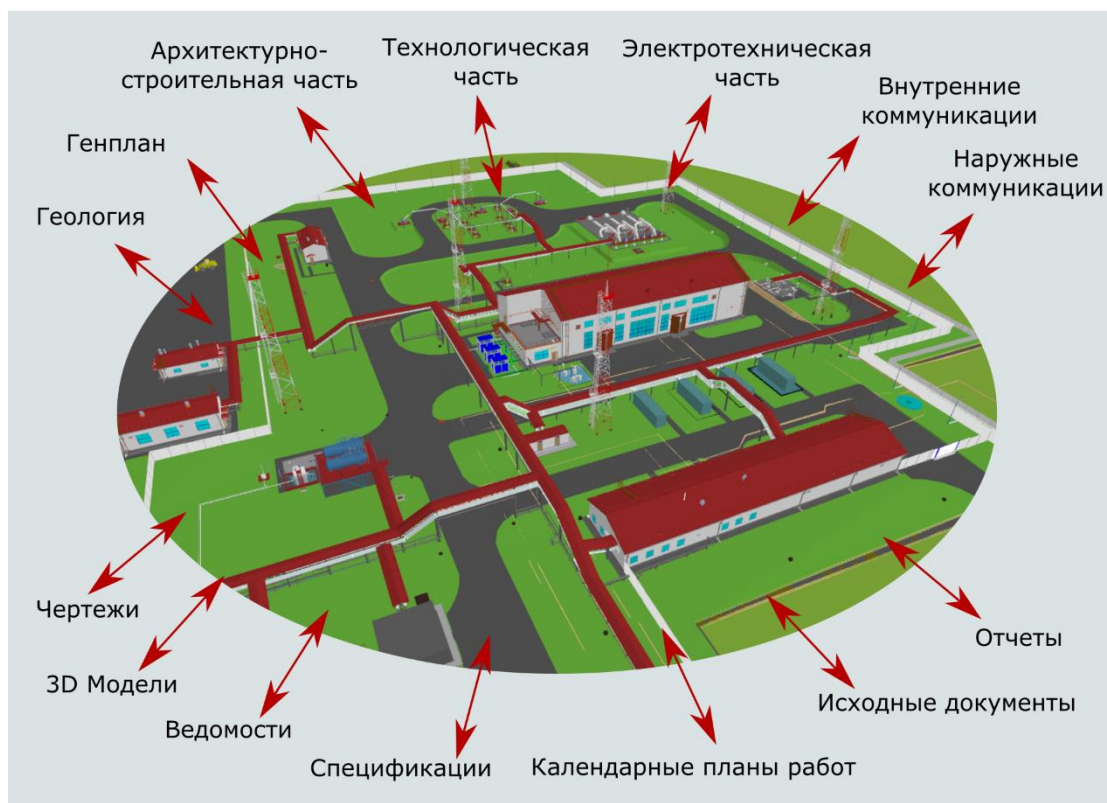 Архитектурно-
строительная часть
Технологическая
часть
Электротехническая
часть
Внутренние
коммуникации
Наружные
коммуникации
Генплан
Геология
Чертежи
3D Модели
Ведомости
Спецификации
Календарные планы работ
Исходные документы
Отчеты